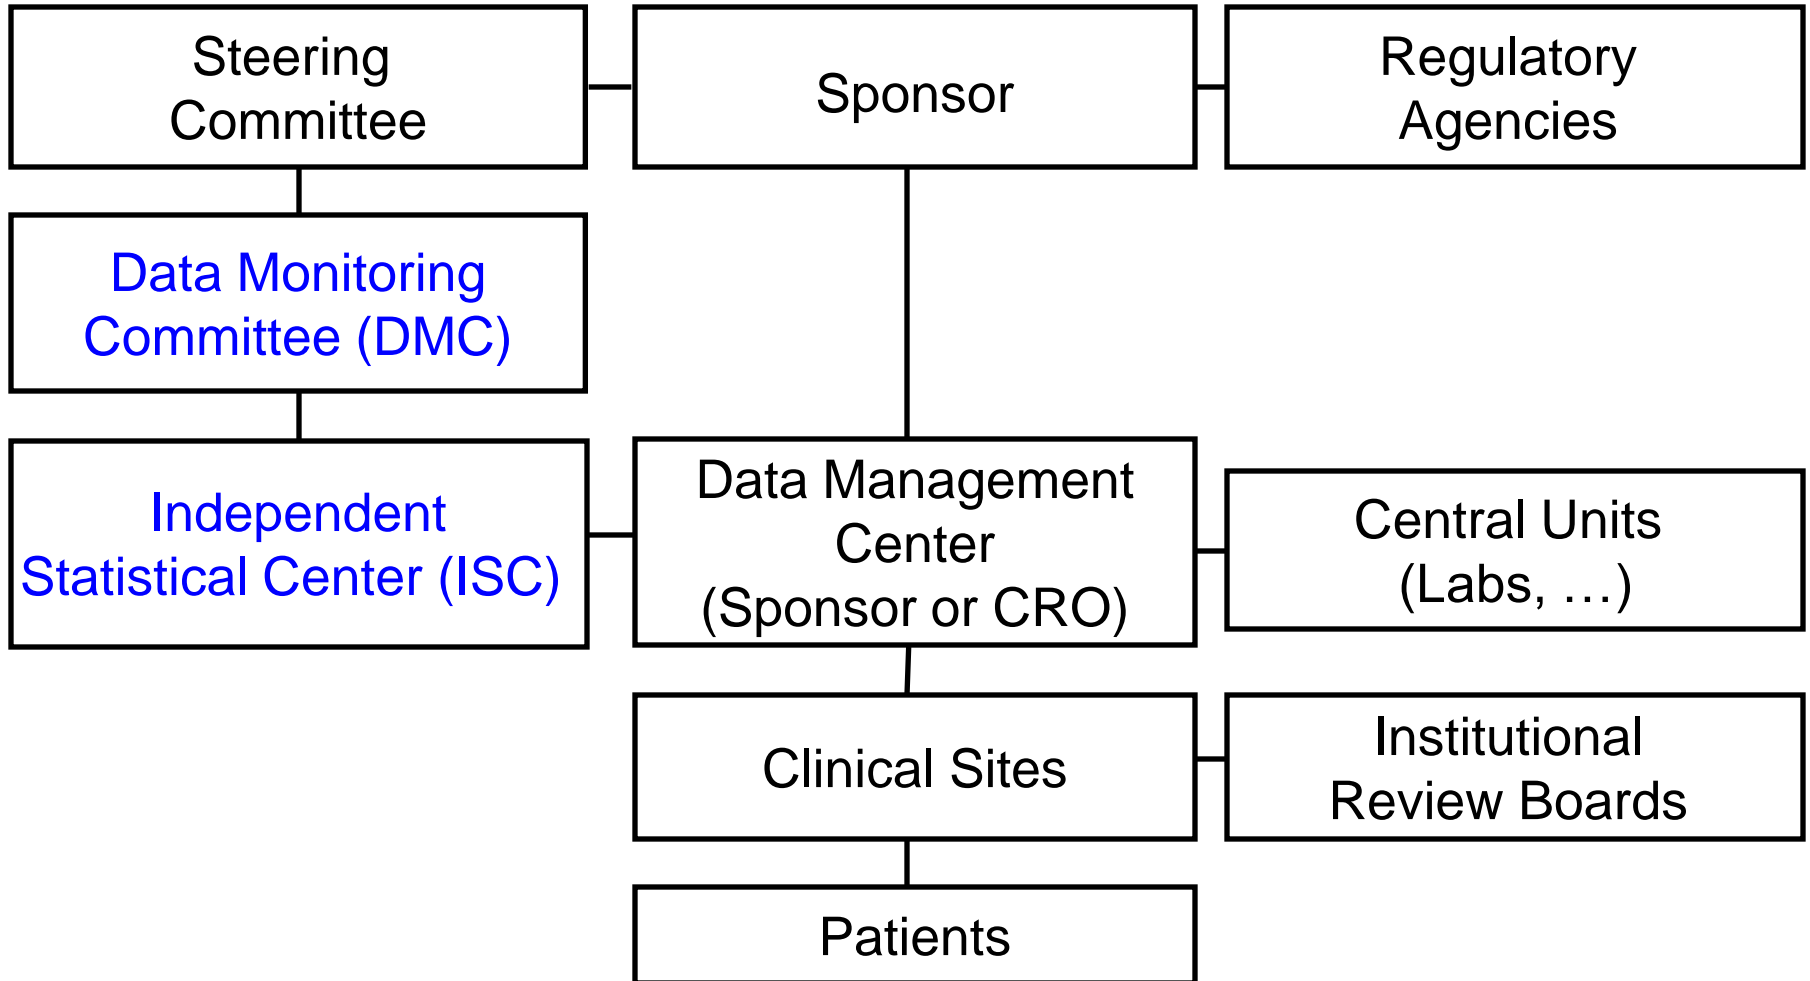 Steering
Committee
Sponsor
Regulatory
Agencies
Data Monitoring
Committee (DMC)
Independent
Statistical Center (ISC)
Data Management
Center
(Sponsor or CRO)
Central Units
(Labs, …)
Clinical Sites
Institutional
Review Boards
Patients